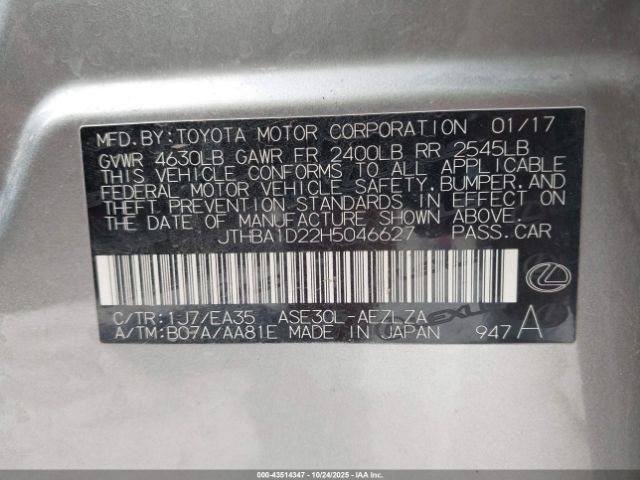 MFD.BY:TOYOTA MOTOR CORPORATION 01/17
GVWR 4630LB GAWR FR 2400LB RR 2545LB
THIS VEHICLE CONFORMS TO ALL APPLICABLE
FEDERAL MOTOR VEHICLE SAFETY,BUMPER,AND
THEFT PREVENTION STANDARDS IN EFFECT ON
THE DATE OF MANUFACTURE SHOWN ABOVE.
JTHBA1D22H5046627 PASS.CAR
C/TR:1J7/EA35 ASE30L-AEZLZA
A/TM:B07A/AA81E MADE IN JAPAN 947 A
000-43514347 - 10/24/2025 - IAAI